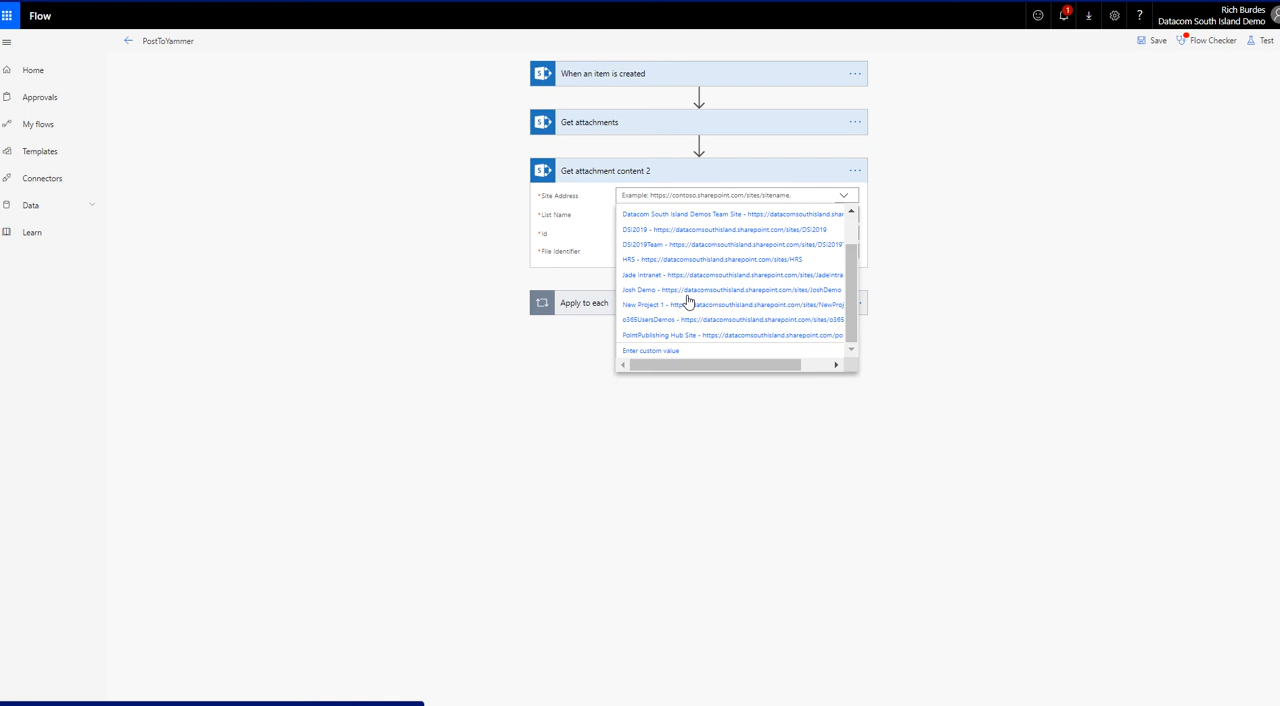 Flow
1
Rich Burdes
Datacom South Island Demo
?
PostToYammer
Save
Flow Checker
Test
Home
Approvals
My flows
Templates
Connectors
Data
Learn
When an item is created
Get attachments
Get attachment content 2
* Site Address
Example: https://contoso.sharepoint.com/sites/sitename.
* List Name
* Id
* File Identifier
Datacom South Island Demos Team Site - https://datacomsouthisland.shar
DSI2019 - https://datacomsouthisland.sharepoint.com/sites/DSI2019
DSI2019Team - https://datacomsouthisland.sharepoint.com/sites/DSI2019T
HRS - https://datacomsouthisland.sharepoint.com/sites/HRS
Jade Intranet - https://datacomsouthisland.sharepoint.com/sites/JadeIntra
Josh Demo - https://datacomsouthisland.sharepoint.com/sites/JoshDemo
New Project 1 - https://datacomsouthisland.sharepoint.com/sites/NewProj
o365UsersDemos - https://datacomsouthisland.sharepoint.com/sites/o365
PointPublishing Hub Site - https://datacomsouthisland.sharepoint.com/po
Enter custom value
Apply to each